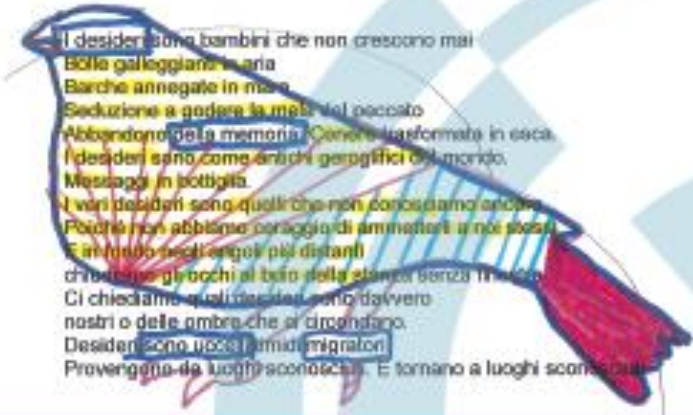 I desideri sono bambini che non crescono mai
Bolle galleggiano in aria
Barche annegate in mare
Seduzione a godere la mela del peccato
Abbandono della memoria. Cenere trasformata in esca.
I desideri sono come antichi geroglifici del mondo.
Messaggi in bottiglia.
I veri desideri sono quelli che non conosciamo ancora
Poichè non abbiamo coraggio di ammetterli a noi stessi
E in fondo negli angoli più distanti
chiudiamo gli occhi al buio della stanza senza finestre
Ci chiediamo quali desideri sono davvero
nostri o delle ombre che ci circondano.
Desideri sono uccelli migratori
Provengono da luoghi sconosciuti. E tornano a luoghi sconosciuti